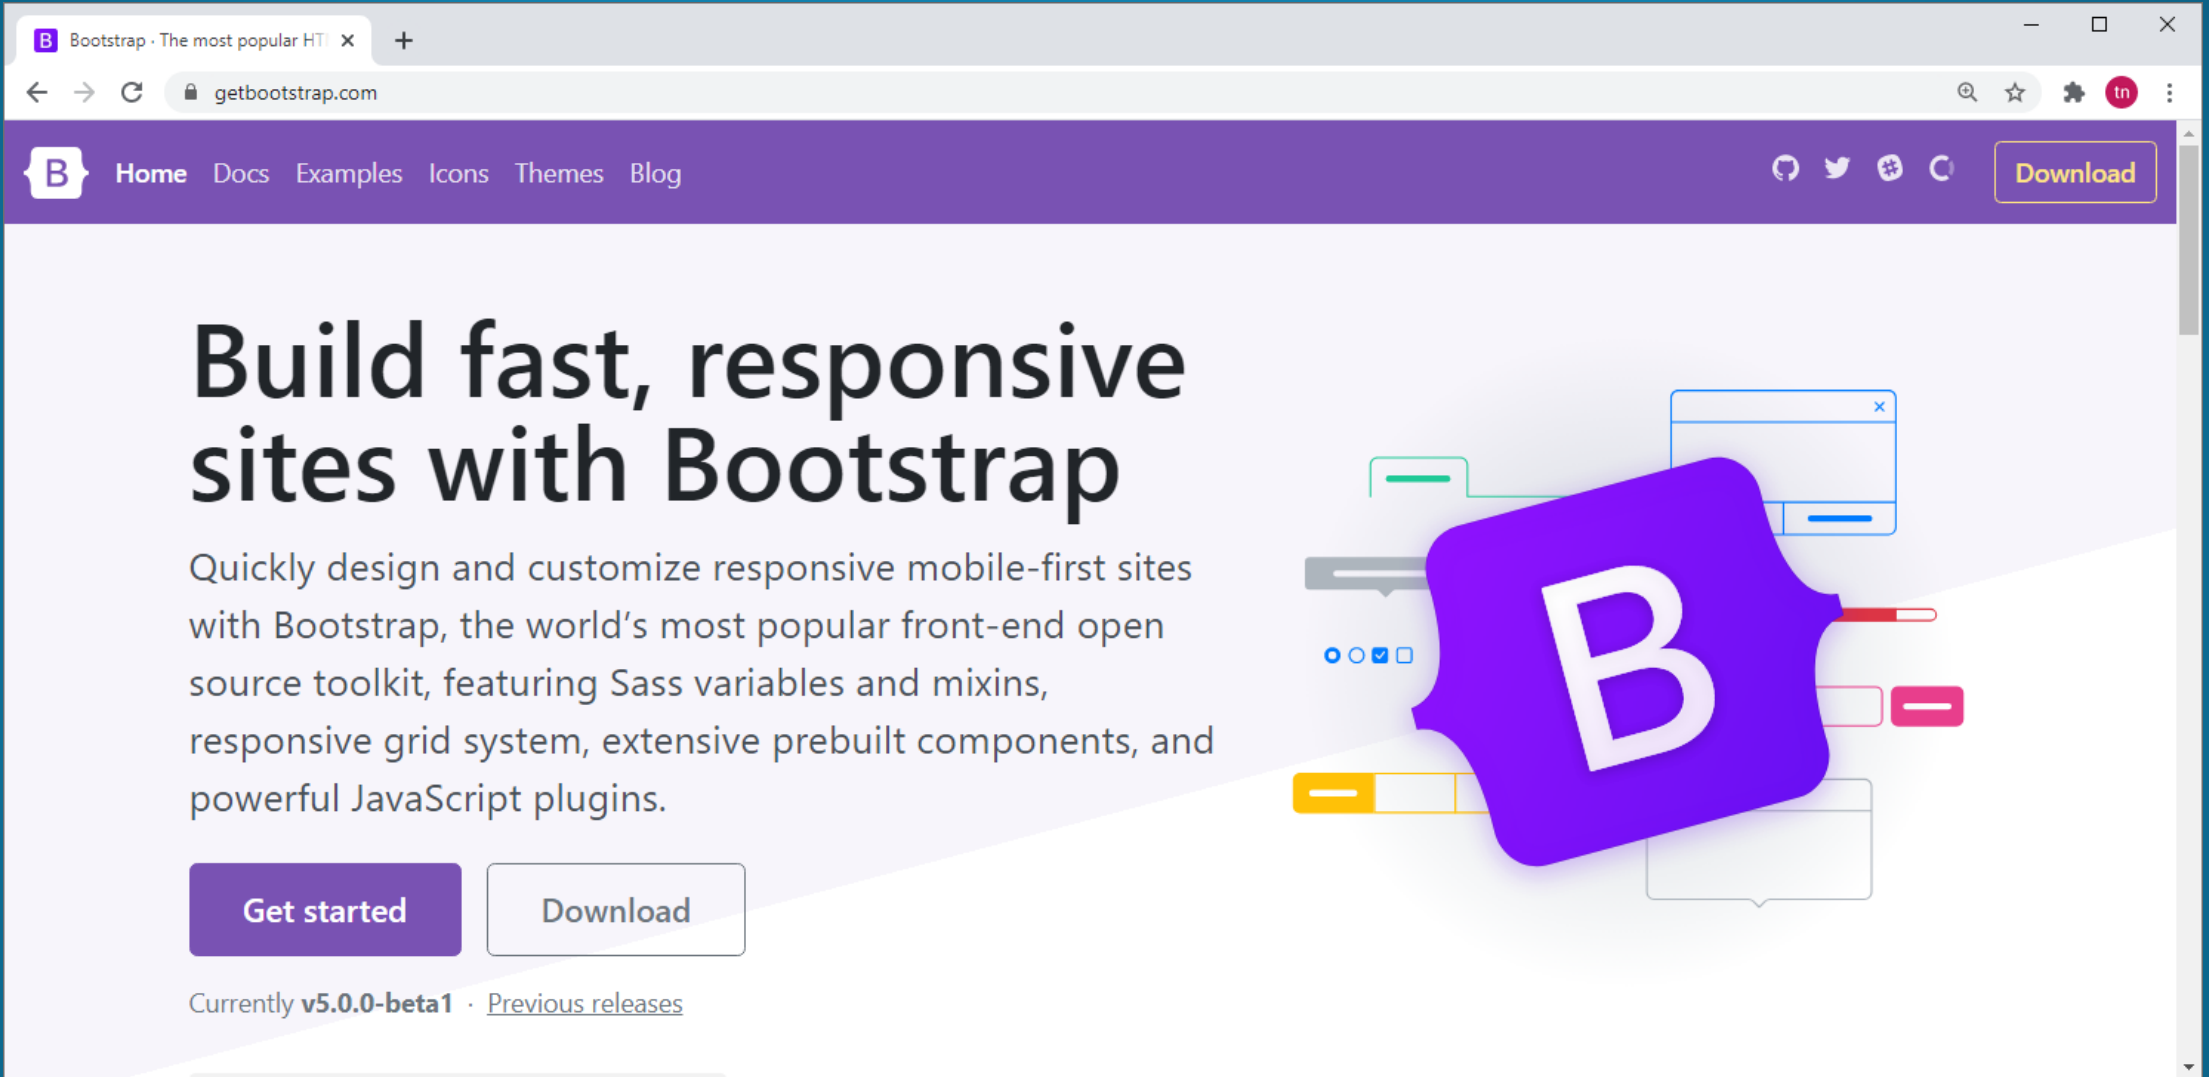 Bootstrap · The most popular HT
getbootstrap.com
tn
B Home Docs Examples Icons Themes Blog
Download
Build fast, responsive
sites with Bootstrap
Quickly design and customize responsive mobile-first sites
with Bootstrap, the world’s most popular front-end open
source toolkit, featuring Sass variables and mixins,
responsive grid system, extensive prebuilt components, and
powerful JavaScript plugins.
Get started Download
Currently v5.0.0-beta1 · Previous releases
B